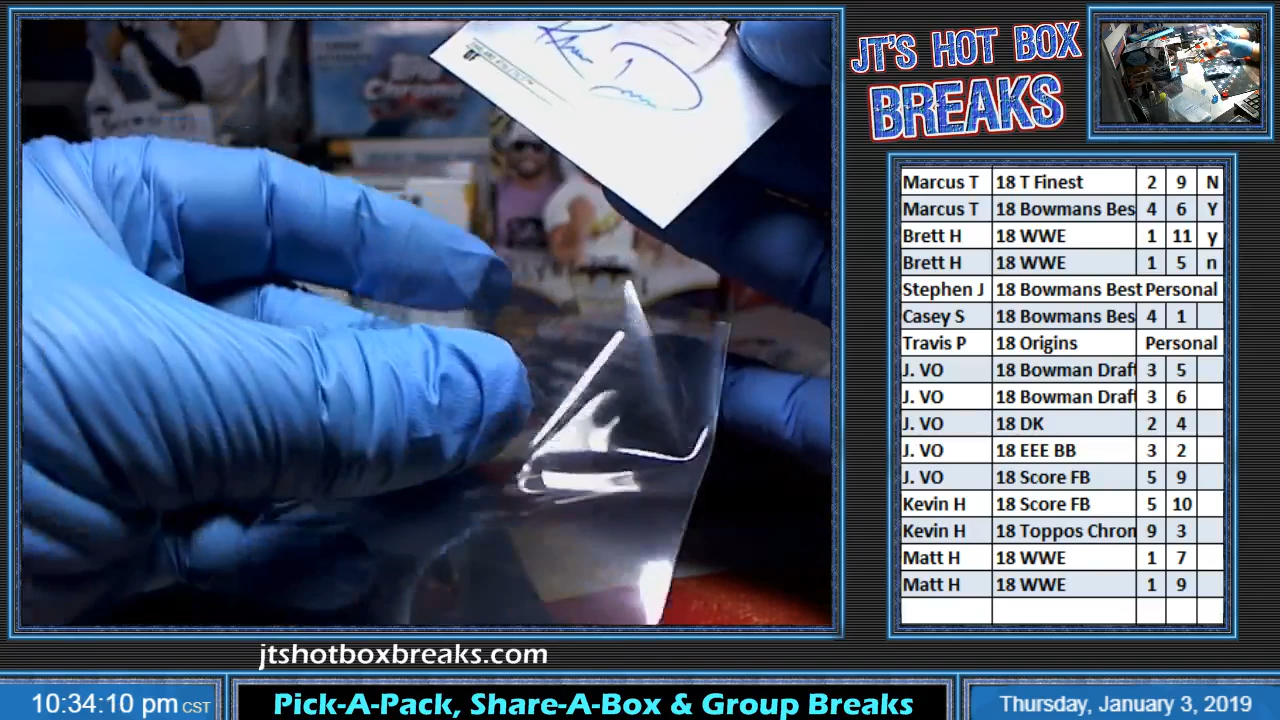 JT'S HOT BOX
BREAKS
Chrome
Marcus T 18 T Finest 2 9 N
Marcus T 18 Bowmans Bes 4 6 Y
Brett H 18 WWE 1 11 y
Brett H 18 WWE 1 5 n
Stephen J 18 Bowmans Best Personal
Casey S 18 Bowmans Bes 4 1
Travis P 18 Origins Personal
J. VO 18 Bowman Draft 3 5
J. VO 18 Bowman Draft 3 6
J. VO 18 DK 2 4
J. VO 18 EEE BB 3 2
J. VO 18 Score FB 5 9
Kevin H 18 Score FB 5 10
Kevin H 18 Toppos Chrom 9 3
Matt H 18 WWE 1 7
Matt H 18 WWE 1 9
jtshotboxbreaks.com
10:34:10 pm CST
Pick-A-Pack, Share-A-Box & Group Breaks
Thursday, January 3, 2019